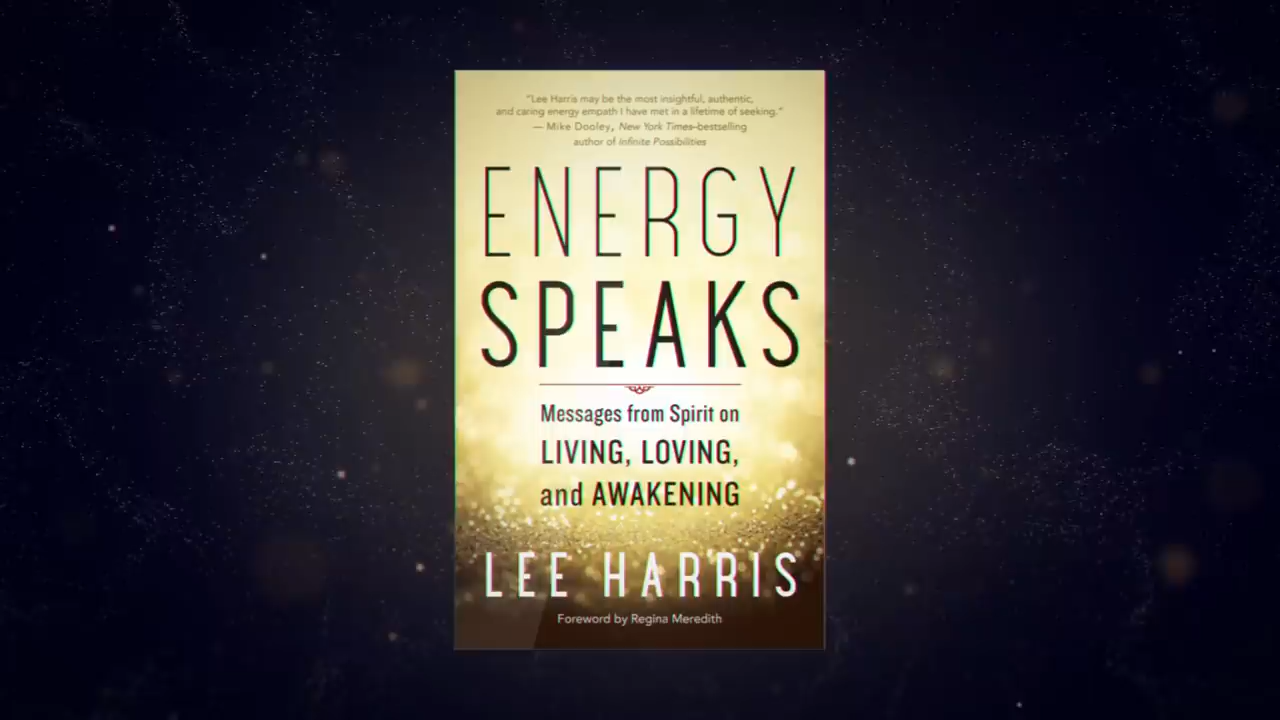 “Lee Harris may be the most insightful, authentic,
and caring energy empath I have met in a lifetime of seeking.”
— Mike Dooley, New York Times–bestselling
author of Infinite Possibilities
ENERGY
SPEAKS
Messages from Spirit on
LIVING, LOVING,
and AWAKENING
LEE HARRIS
Foreword by Regina Meredith